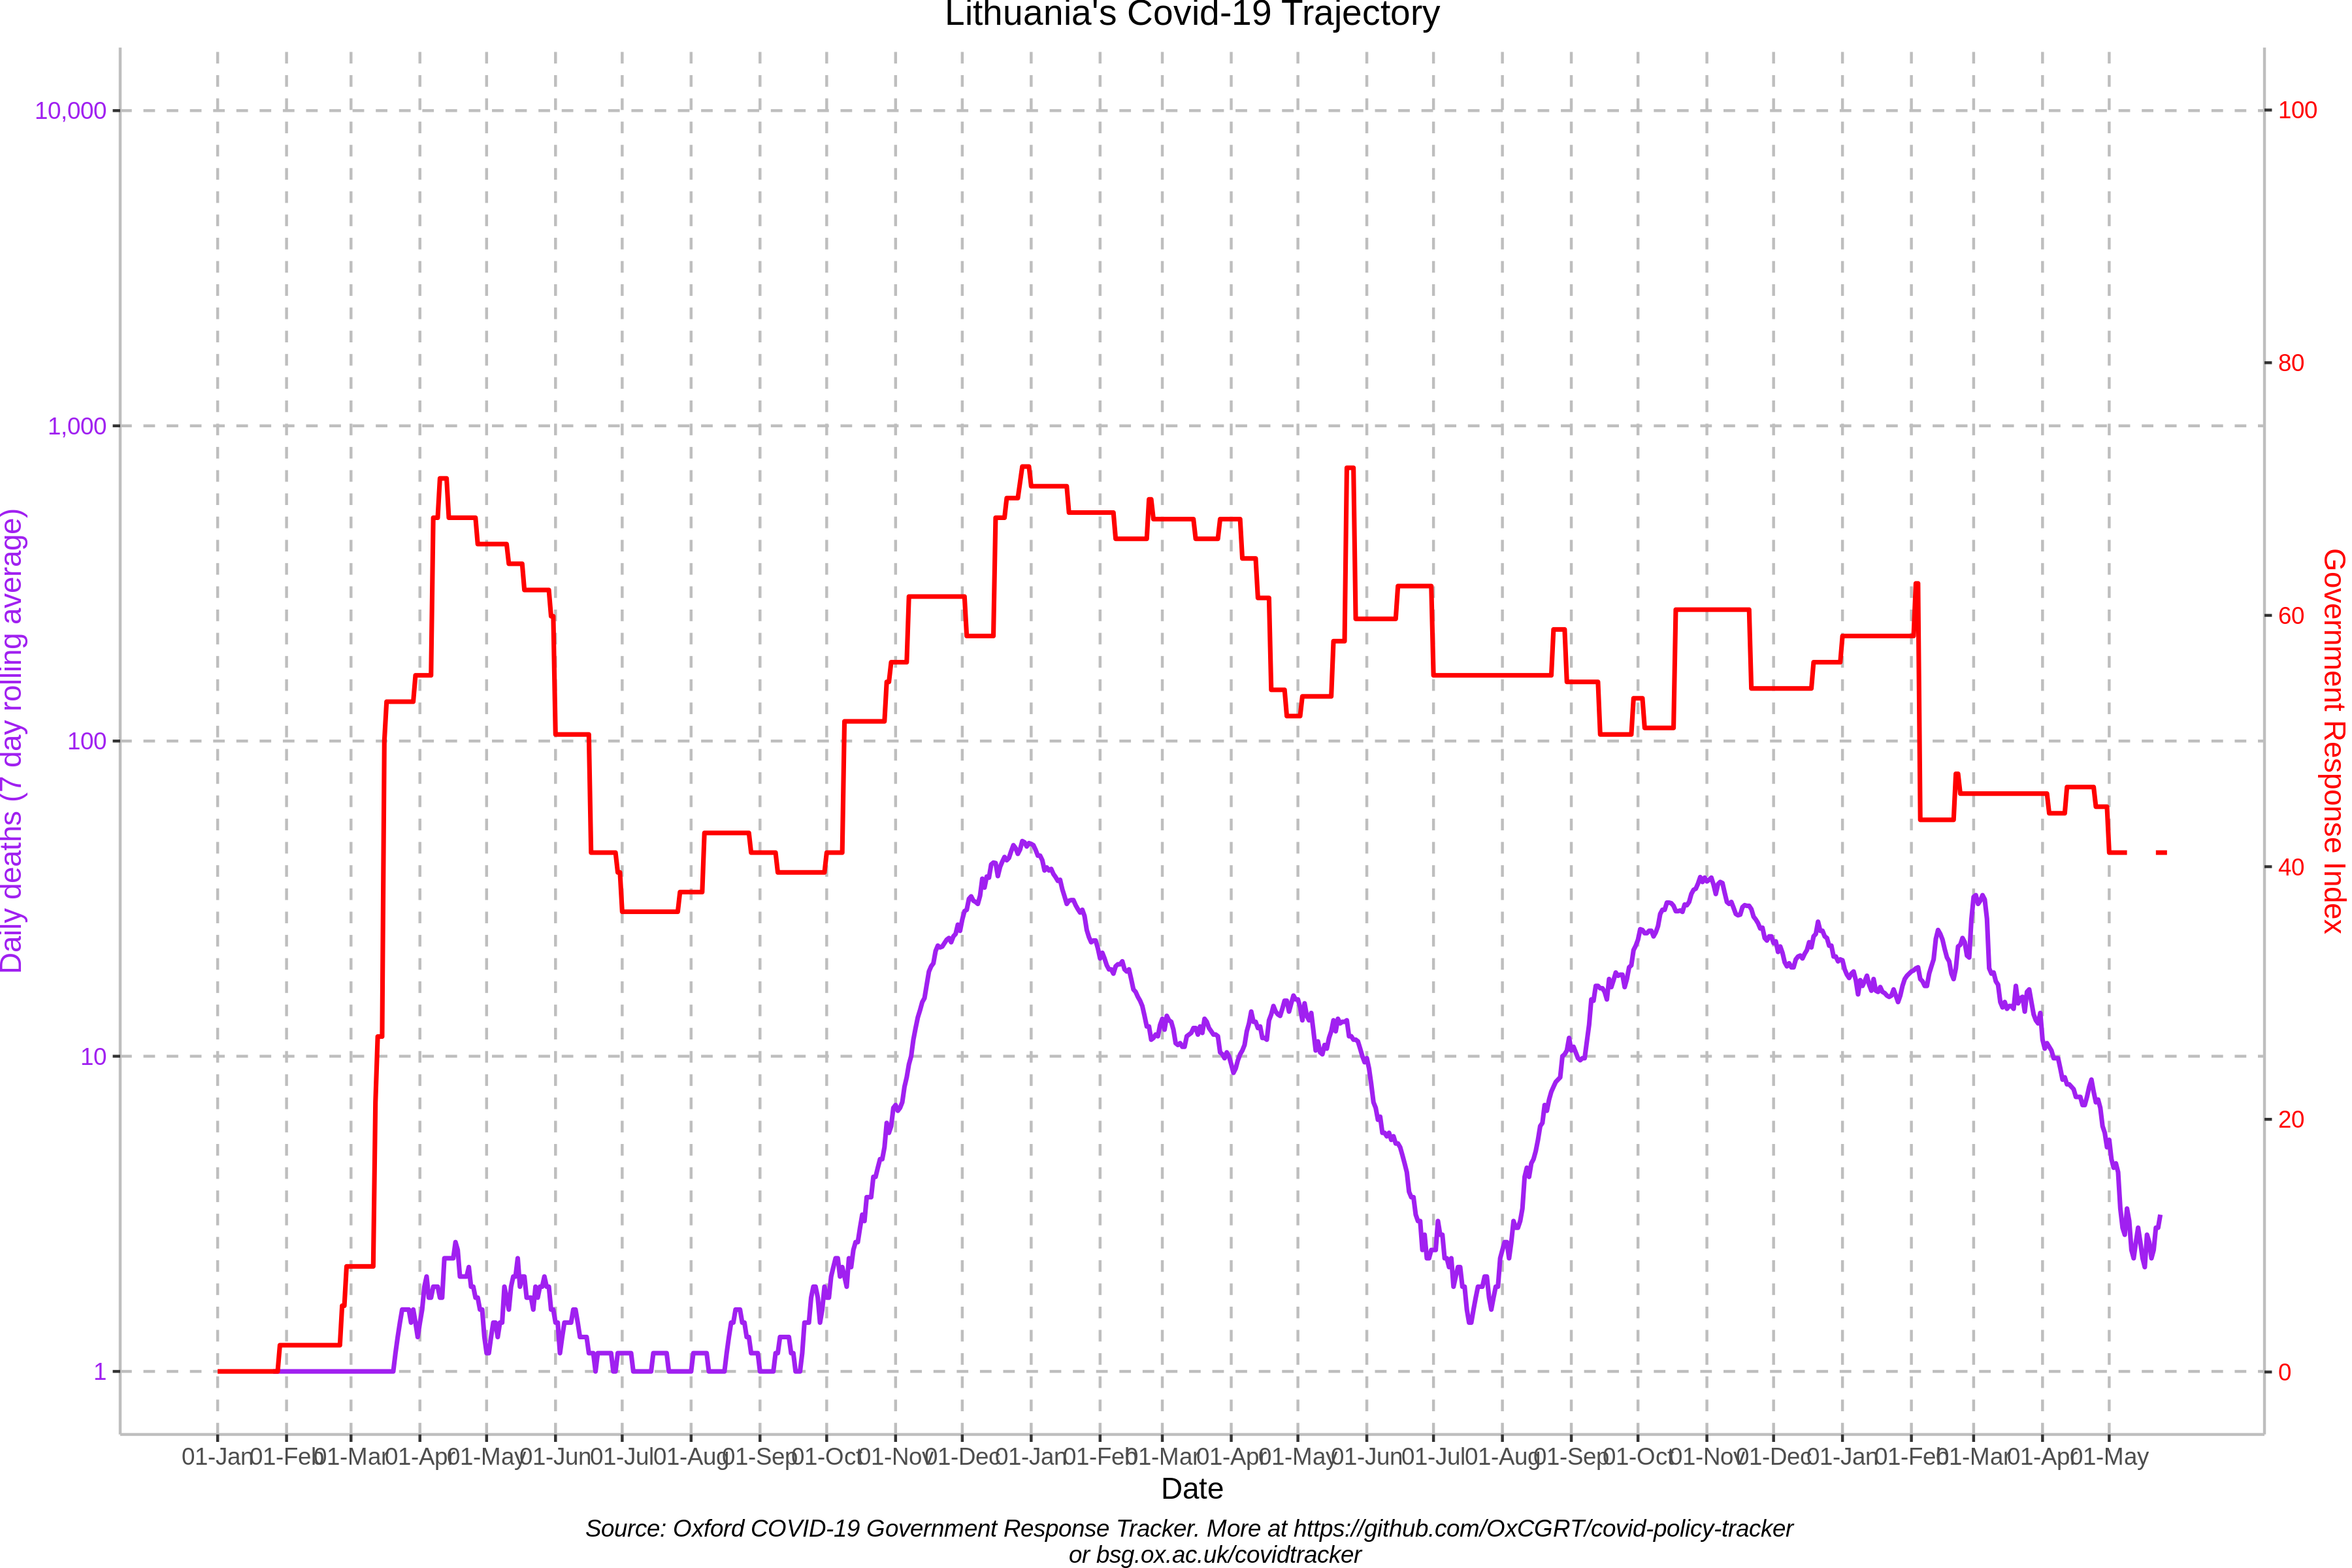 Lithuania's Covid-19 Trajectory
10,000
1,000
100
10
1
Daily deaths (7 day rolling average)
100
80
60
40
20
0
Government Response Index
01-Jan 01-Feb 01-Mar 01-Apr 01-May 01-Jun 01-Jul 01-Aug 01-Sep 01-Oct 01-Nov 01-Dec 01-Jan 01-Feb 01-Mar 01-Apr 01-May 01-Jun 01-Jul 01-Aug 01-Sep 01-Oct 01-Nov 01-Dec 01-Jan 01-Feb 01-Mar 01-Apr 01-May
Date
Source: Oxford COVID-19 Government Response Tracker. More at https://github.com/OxCGRT/covid-policy-tracker
or bsg.ox.ac.uk/covidtracker